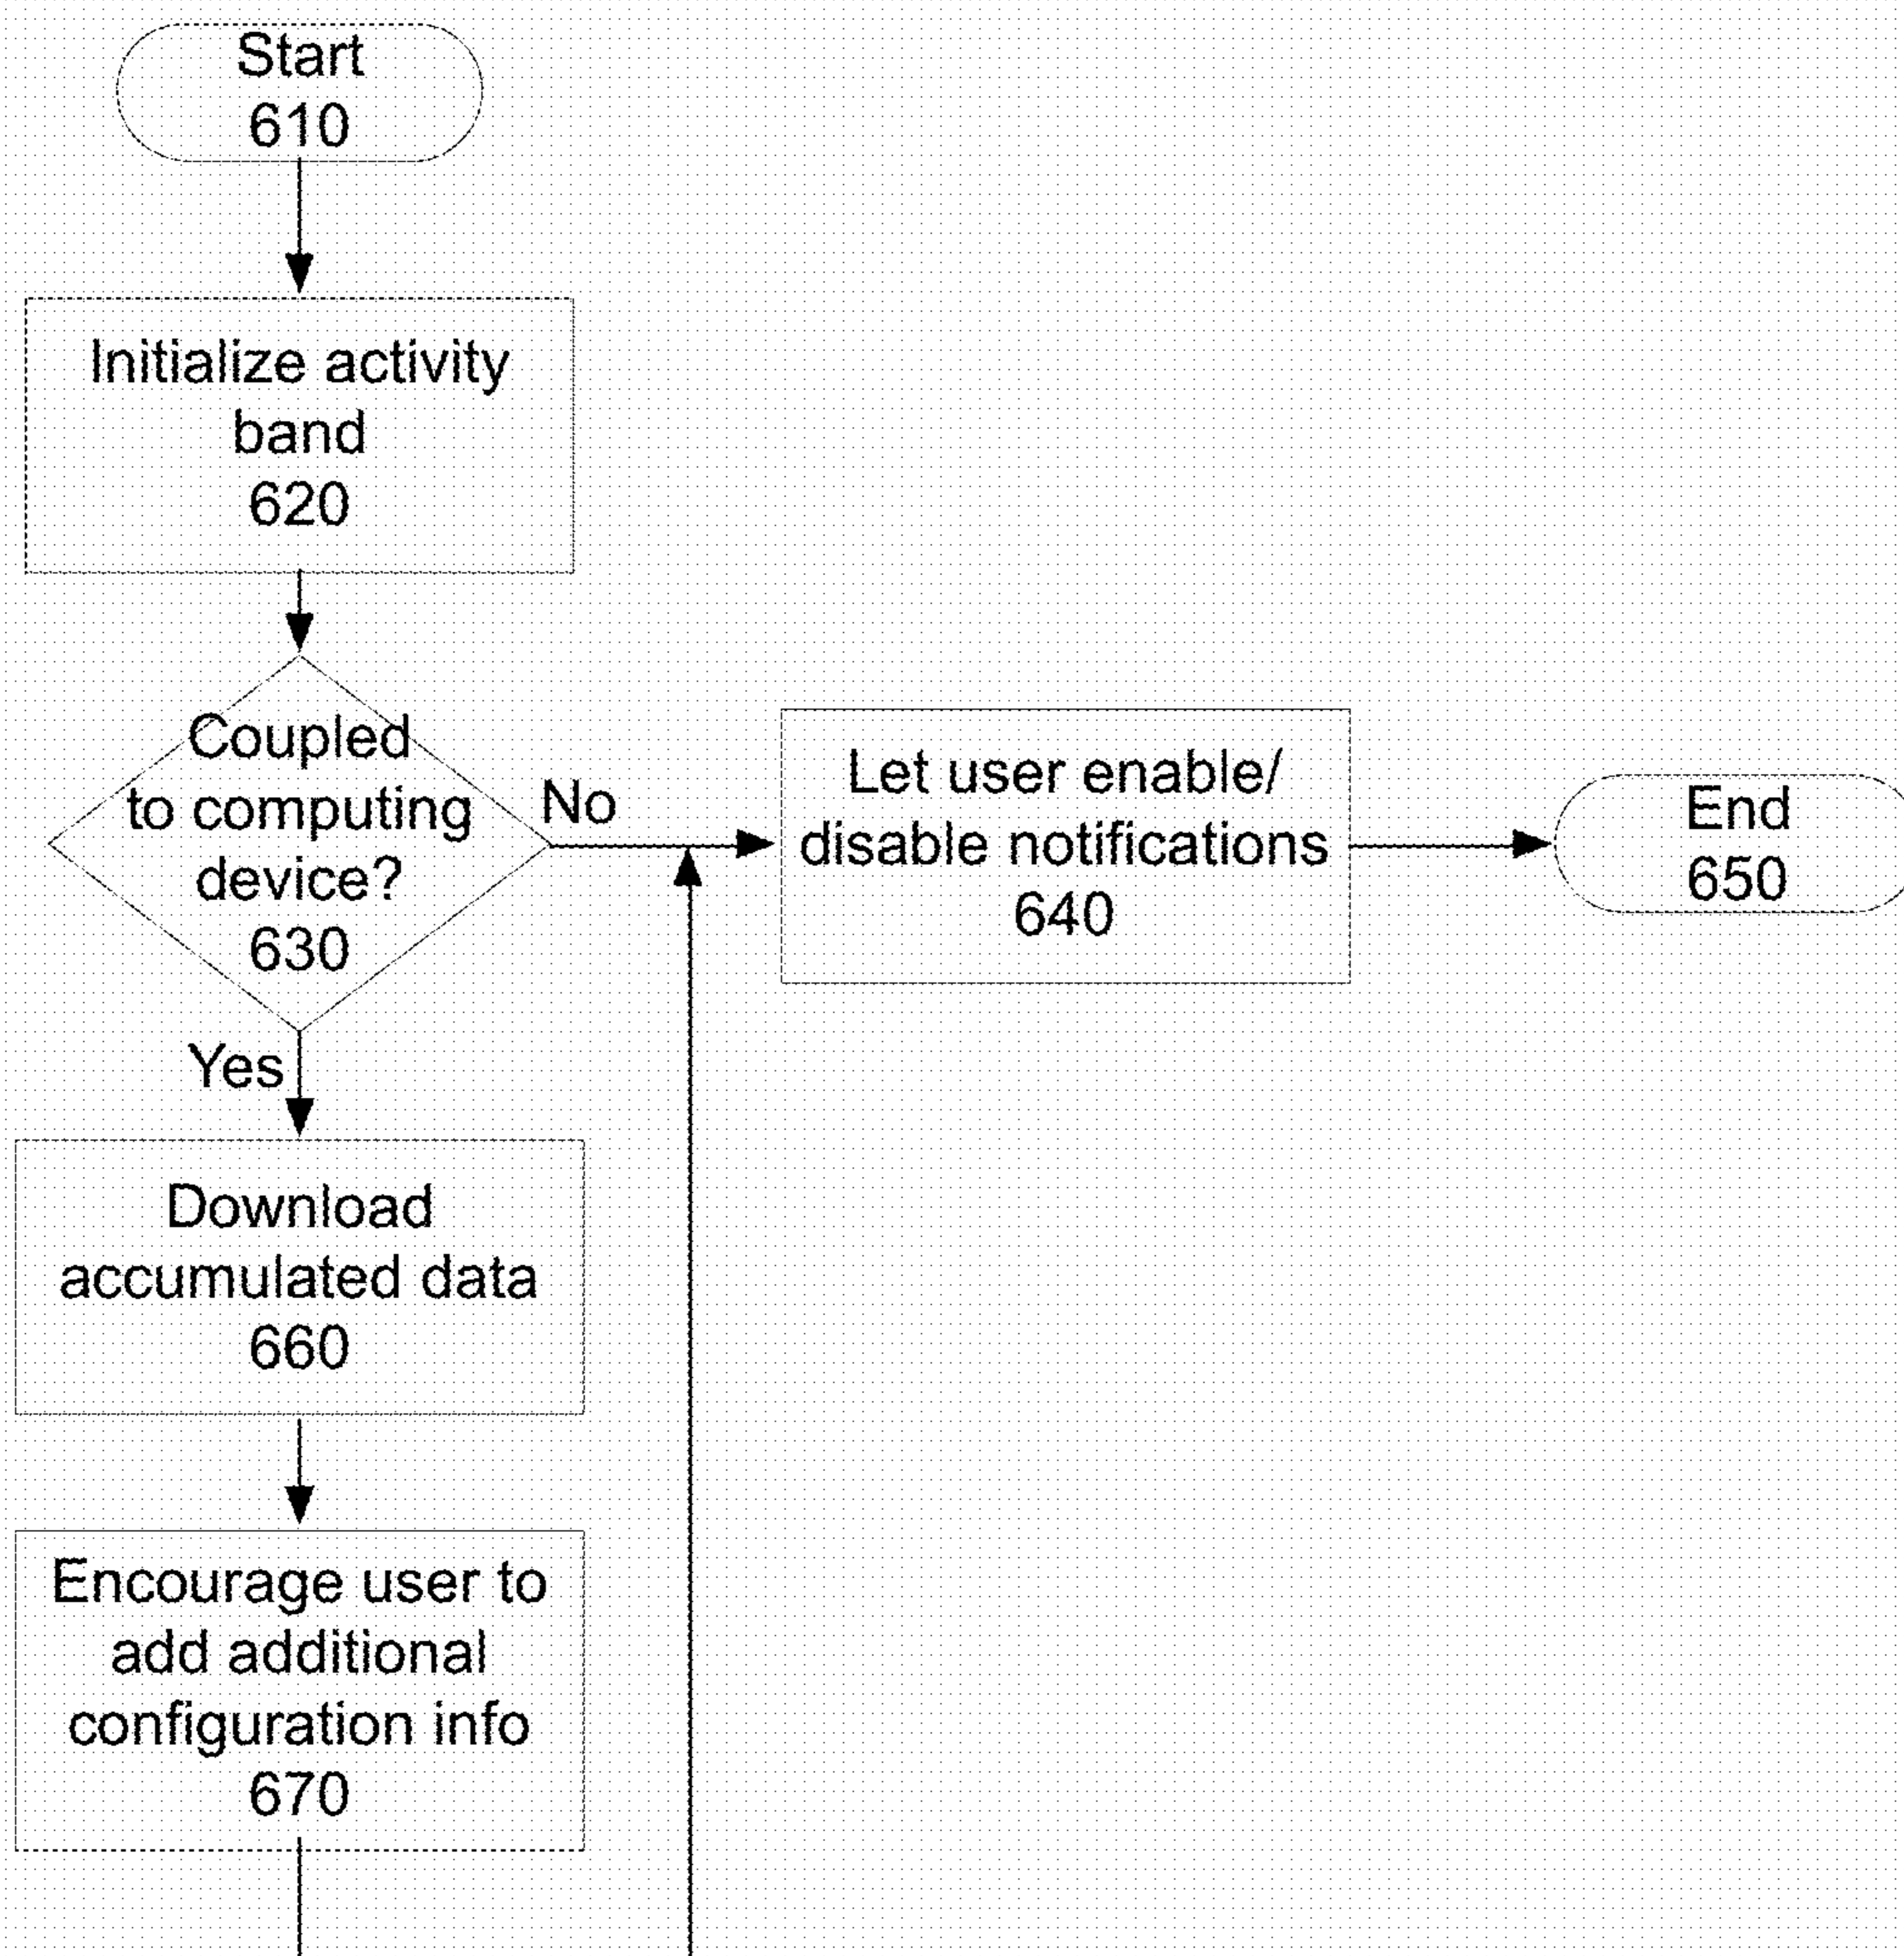 Start
610
Initialize activity
band
620
Coupled
to computing
device?
630
No
Let user enable/
disable notifications
640
End
650
Yes
Download
accumulated data
660
Encourage user to
add additional
configuration info
670